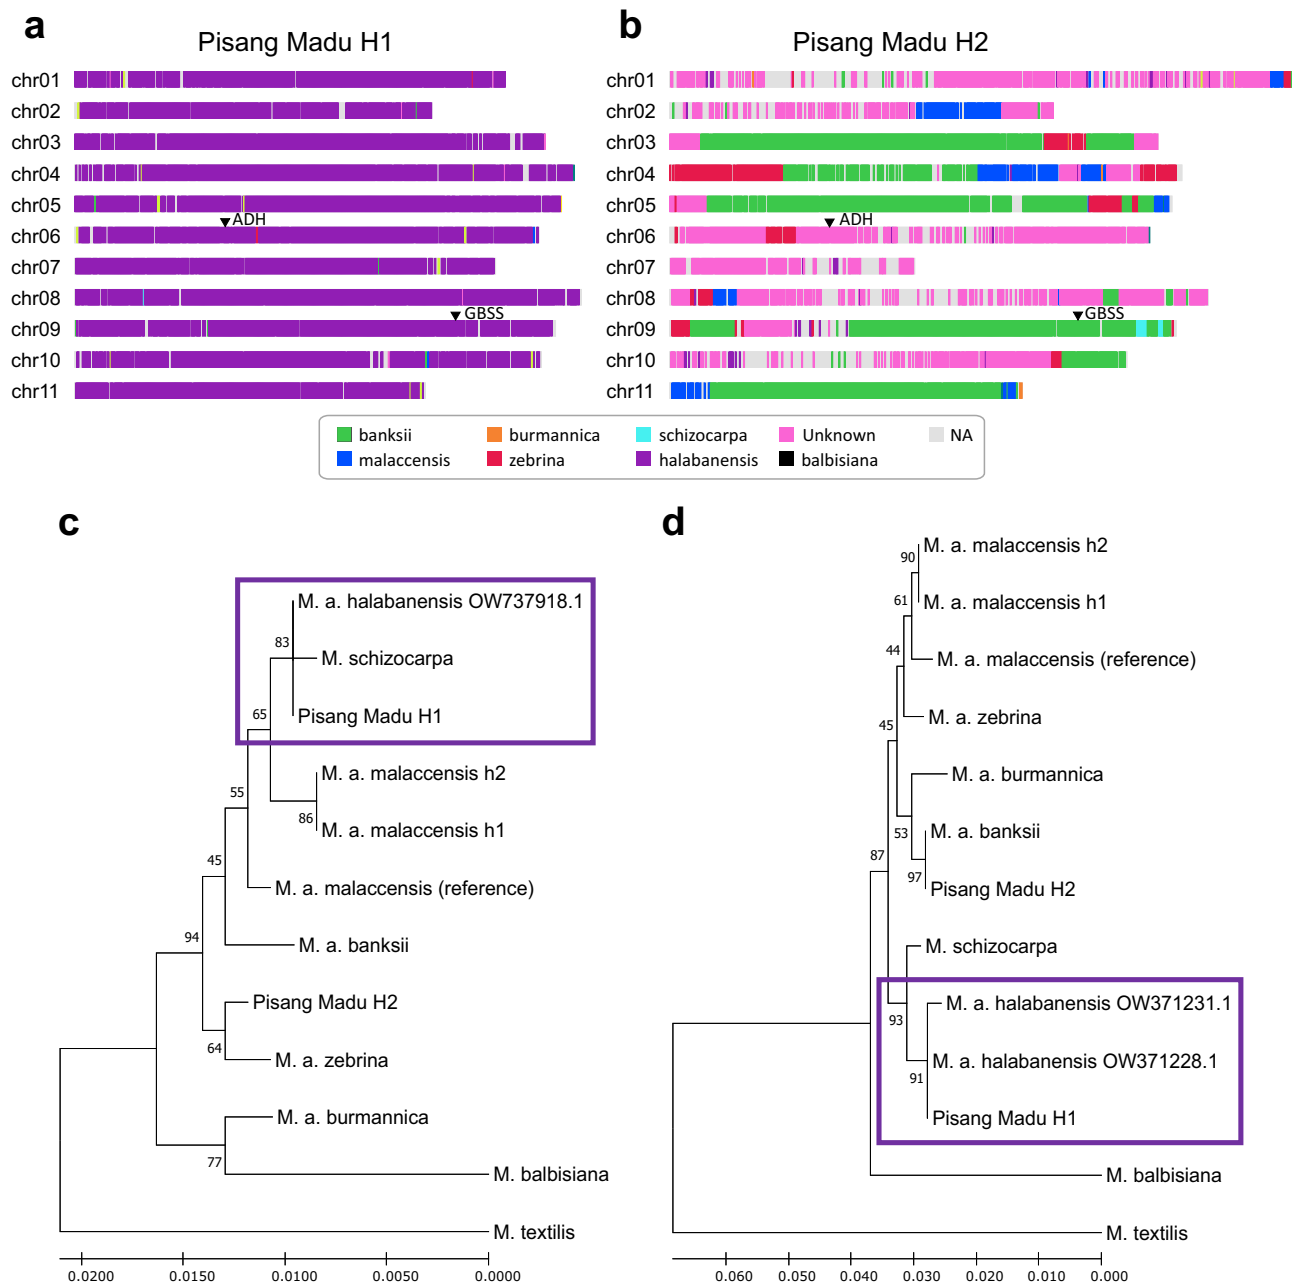 a
Pisang Madu H1
chr01
chr02
chr03
chr04
chr05
ADH
chr06
chr07
chr08
GBSS
chr09
chr10
chr11
b
Pisang Madu H2
chr01
chr02
chr03
chr04
chr05
ADH
chr06
chr07
chr08
GBSS
chr09
chr10
chr11
banksii
burmannica
schizocarpa
Unknown
NA
malaccensis
zebrina
halabanensis
balbisiana
c
M. a. halabanensis OW737918.1
83
M. schizocarpa
65
Pisang Madu H1
M. a. malaccensis h2
55
86
M. a. malaccensis h1
45
M. a. malaccensis (reference)
94
M. a. banksii
Pisang Madu H2
64
M. a. zebrina
M. a. burmannica
77
M. balbisiana
M. textilis
0.0200
0.0150
0.0100
0.0050
0.0000
d
M. a. malaccensis h2
90
61
M. a. malaccensis h1
44
M. a. malaccensis (reference)
45
M. a. zebrina
M. a. burmannica
53
M. a. banksii
87
97
Pisang Madu H2
M. schizocarpa
M. a. halabanensis OW371231.1
93
M. a. halabanensis OW371228.1
91
Pisang Madu H1
M. balbisiana
M. textilis
0.060
0.050
0.040
0.030
0.020
0.010
0.000